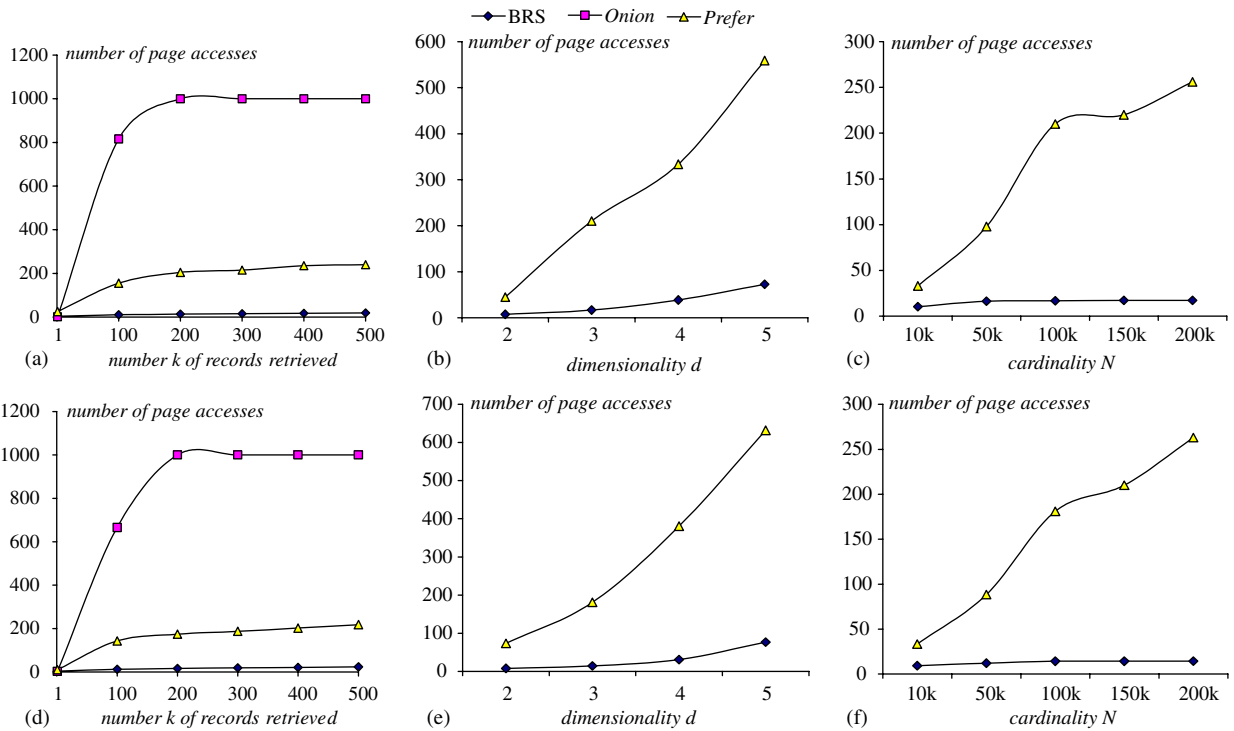 BRS Onion Prefer
number of page accesses
1200
1000
800
600
400
200
0
1 100 200 300 400 500
(a) number k of records retrieved
number of page accesses
600
500
400
300
200
100
0
2 3 4 5
(b) dimensionality d
number of page accesses
300
250
200
150
100
50
0
10k 50k 100k 150k 200k
(c) cardinality N
number of page accesses
1200
1000
800
600
400
200
0
1 100 200 300 400 500
(d) number k of records retrieved
number of page accesses
700
600
500
400
300
200
100
0
2 3 4 5
(e) dimensionality d
number of page accesses
300
250
200
150
100
50
0
10k 50k 100k 150k 200k
(f) cardinality N